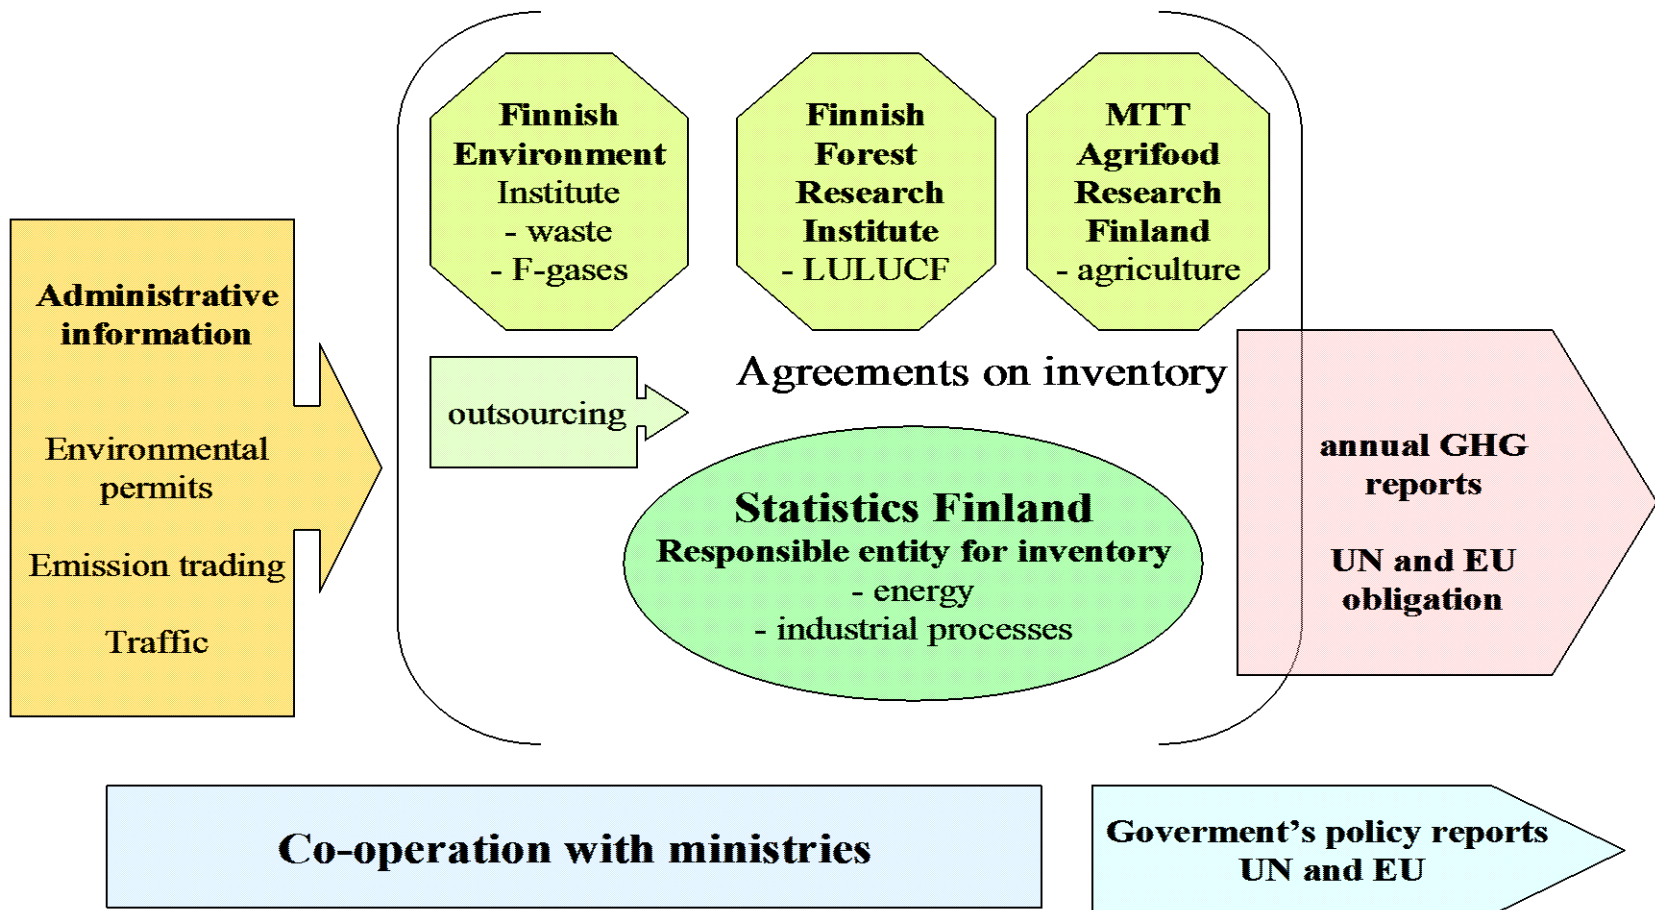 Administrative
information
Environmental
permits
Emission trading
Traffic
Finnish
Environment
Institute
- waste
- F-gases
Finnish
Forest
Research
Institute
- LULUCF
MTT
Agrifood
Research
Finland
- agriculture
outsourcing
Agreements on inventory
Statistics Finland
Responsible entity for inventory
- energy
- industrial processes
annual GHG
reports
UN and EU
obligation
Co-operation with ministries
Goverment’s policy reports
UN and EU